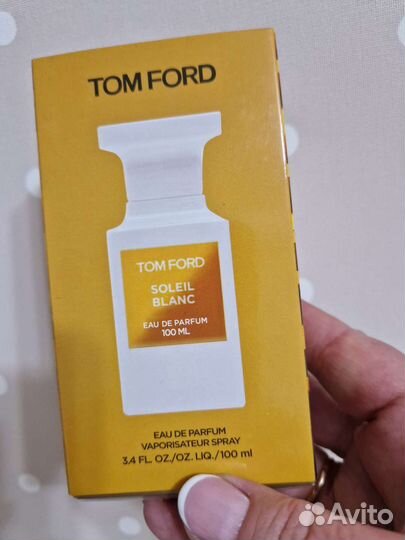 TOM FORD
TOM FORD
SOLEIL
BLANC
EAU DE PARFUM
100 ML
EAU DE PARFUM
VAPORISATEUR SPRAY
3.4 FL. OZ./OZ. LIQ./100 ml
Avito